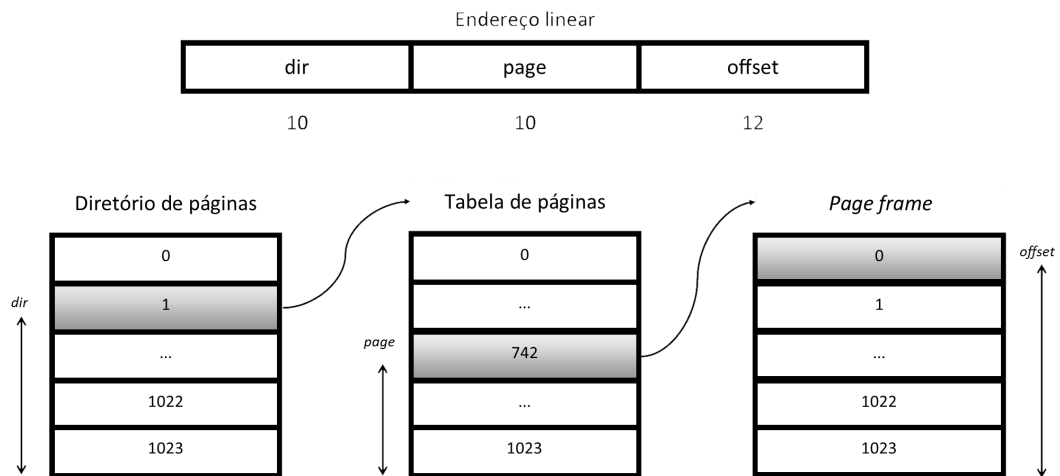 Endereço linear
dir page offset
10 10 12
Diretório de páginas
0
1
...
1022
1023
dir
Tabela de páginas
0
...
742
...
1023
page
Page frame
0
1
...
1022
1023
offset